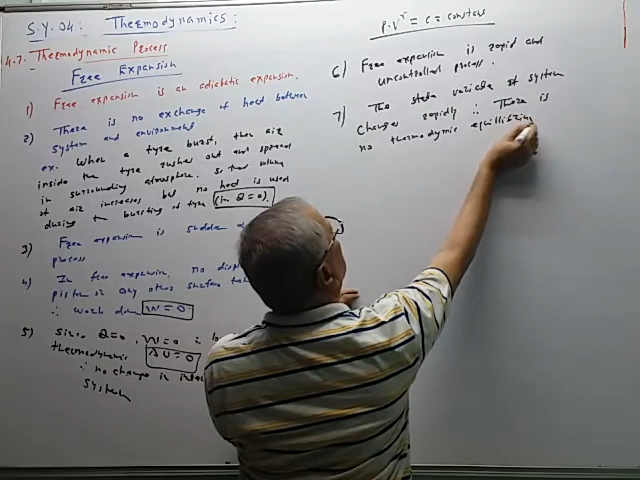 S.Y.04: Thermodynamics:
4.7. Thermodynamic Process
Free Expansion
1) Free expansion is an adiabatic expansion.
2) There is no exchange of heat between
system and environment
ex. When a tyre burst, the air
inside the tyre rushes out and spread
in surrounding atmosphere. So that
of air increases but no heat is used
during the bursting of tyre (i.e. Q=0)
3) Free expansion is sudden
process
4) In free expansion no
piston or any other surface
∴ work done W=0
5) Since Q=0, W=0 ∴
thermodynamic ΔU=0
∴ no change in
system
P.V^r = c = constant
6) Free expansion is rapid and
uncontrolled process.
7) The state variable of system
changes rapidly ∴ There is
no thermodymic